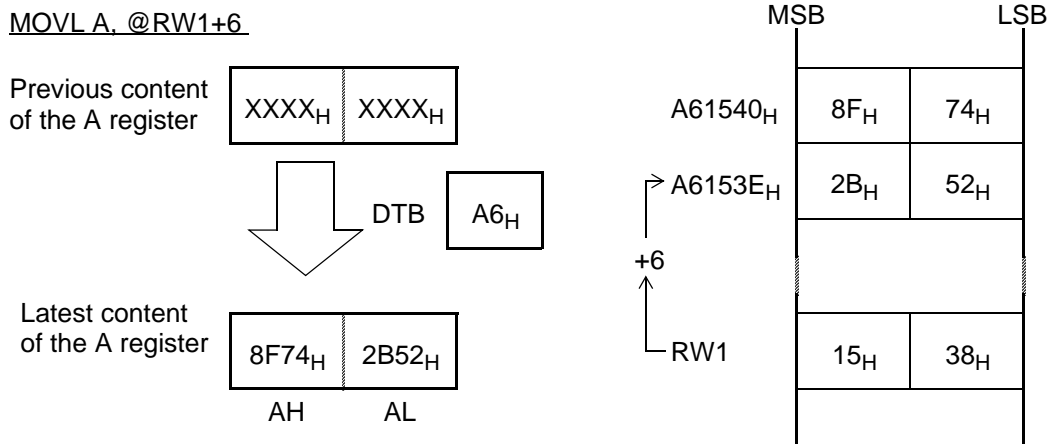 MOVL A, @RW1+6
Previous content
of the A register
XXXXH XXXXH
DTB A6H
Latest content
of the A register
8F74H 2B52H
AH AL
MSB LSB
A61540H 8FH 74H
A6153EH 2BH 52H
+6
RW1 15H 38H